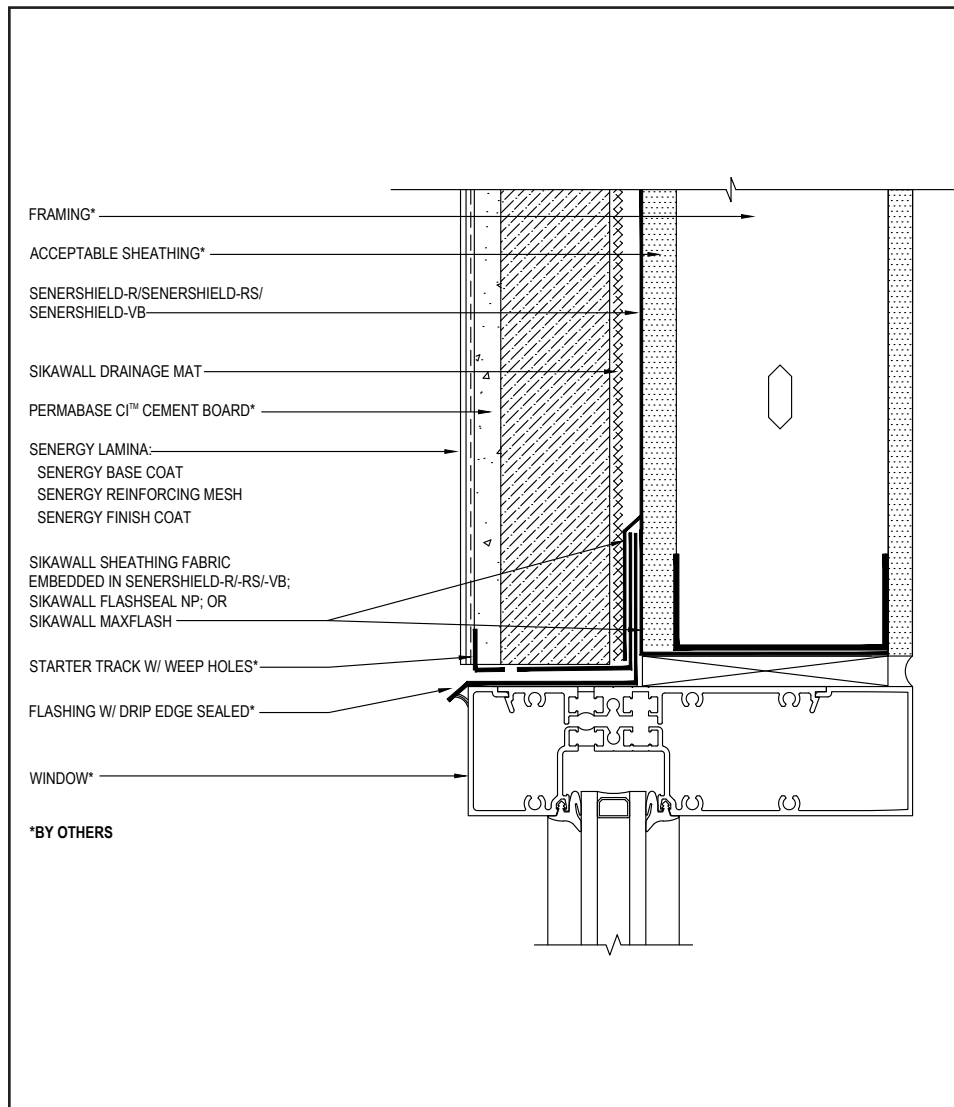 FRAMING*
ACCEPTABLE SHEATHING*
SENERSHIELD-R/SENERSHIELD-RS/
SENERSHIELD-VB
SIKAWALL DRAINAGE MAT
PERMABASE CI™ CEMENT BOARD*
SENERGY LAMINA:
SENERGY BASE COAT
SENERGY REINFORCING MESH
SENERGY FINISH COAT
SIKAWALL SHEATHING FABRIC
EMBEDDED IN SENERSHIELD-R/-RS/-VB;
SIKAWALL FLASHSEAL NP; OR
SIKAWALL MAXFLASH
STARTER TRACK W/ WEEP HOLES*
FLASHING W/ DRIP EDGE SEALED*
WINDOW*
*BY OTHERS